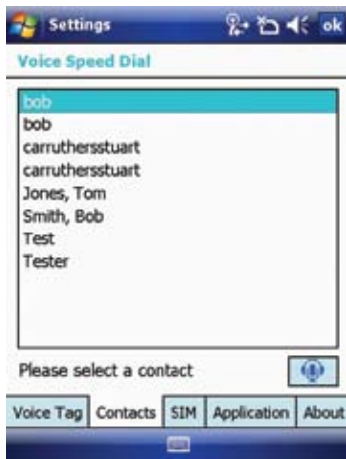 Settings
ok
Voice Speed Dial
bob
bob
carruthersstuart
carruthersstuart
Jones, Tom
Smith, Bob
Test
Tester
Please select a contact
Voice Tag Contacts SIM Application About